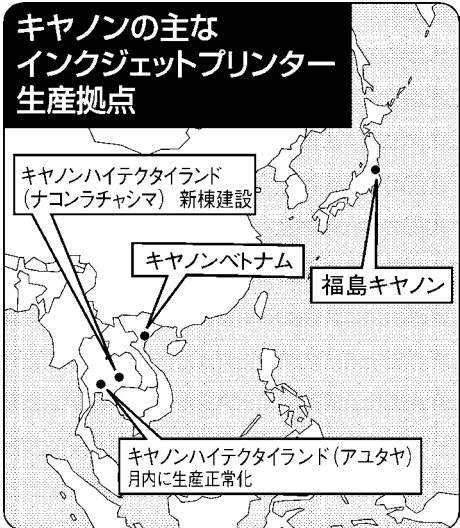 キヤノンの主な
インクジェットプリンター
生産拠点
キヤノンハイテクタイランド
（ナコンラチャシマ） 新棟建設
キヤノンベトナム
福島キヤノン
キヤノンハイテクタイランド（アユタヤ）
月内に生産正常化